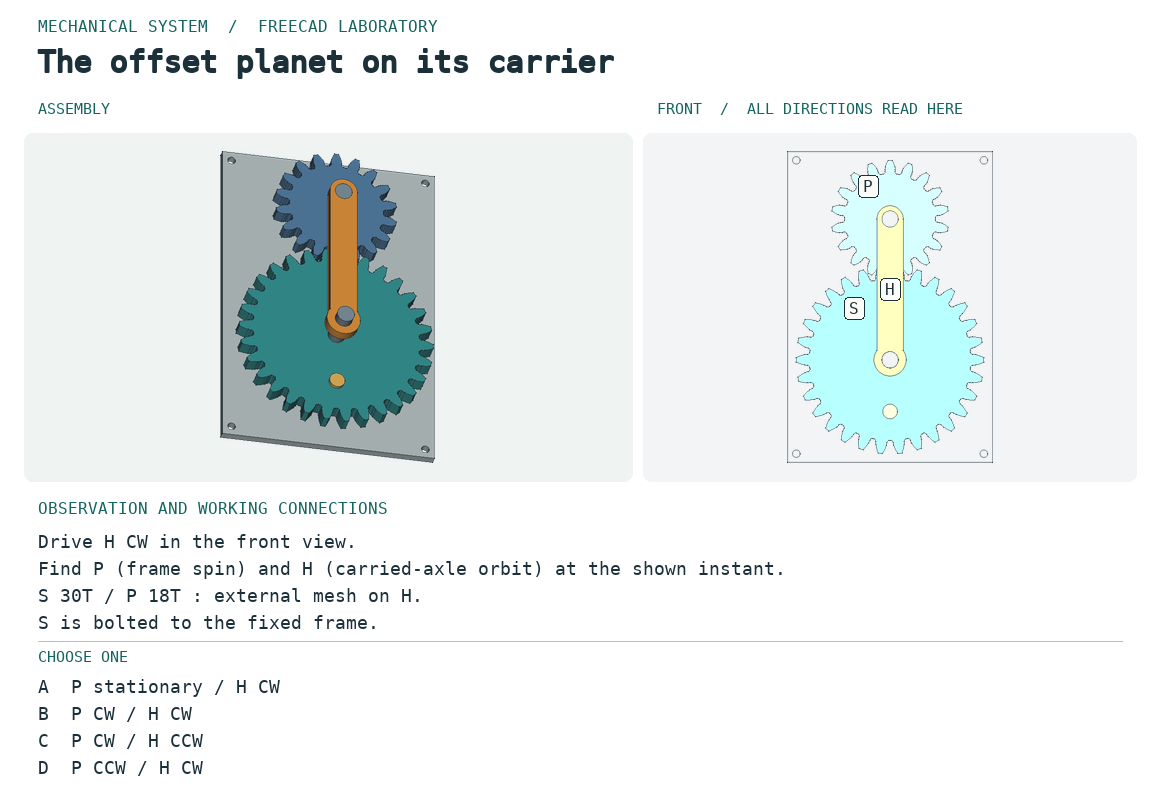 MECHANICAL SYSTEM / FREECAD LABORATORY
The offset planet on its carrier
ASSEMBLY
FRONT / ALL DIRECTIONS READ HERE
P
H
S
OBSERVATION AND WORKING CONNECTIONS
Drive H CW in the front view.
Find P (frame spin) and H (carried-axle orbit) at the shown instant.
S 30T / P 18T : external mesh on H.
S is bolted to the fixed frame.
CHOOSE ONE
A P stationary / H CW
B P CW / H CW
C P CW / H CCW
D P CCW / H CW